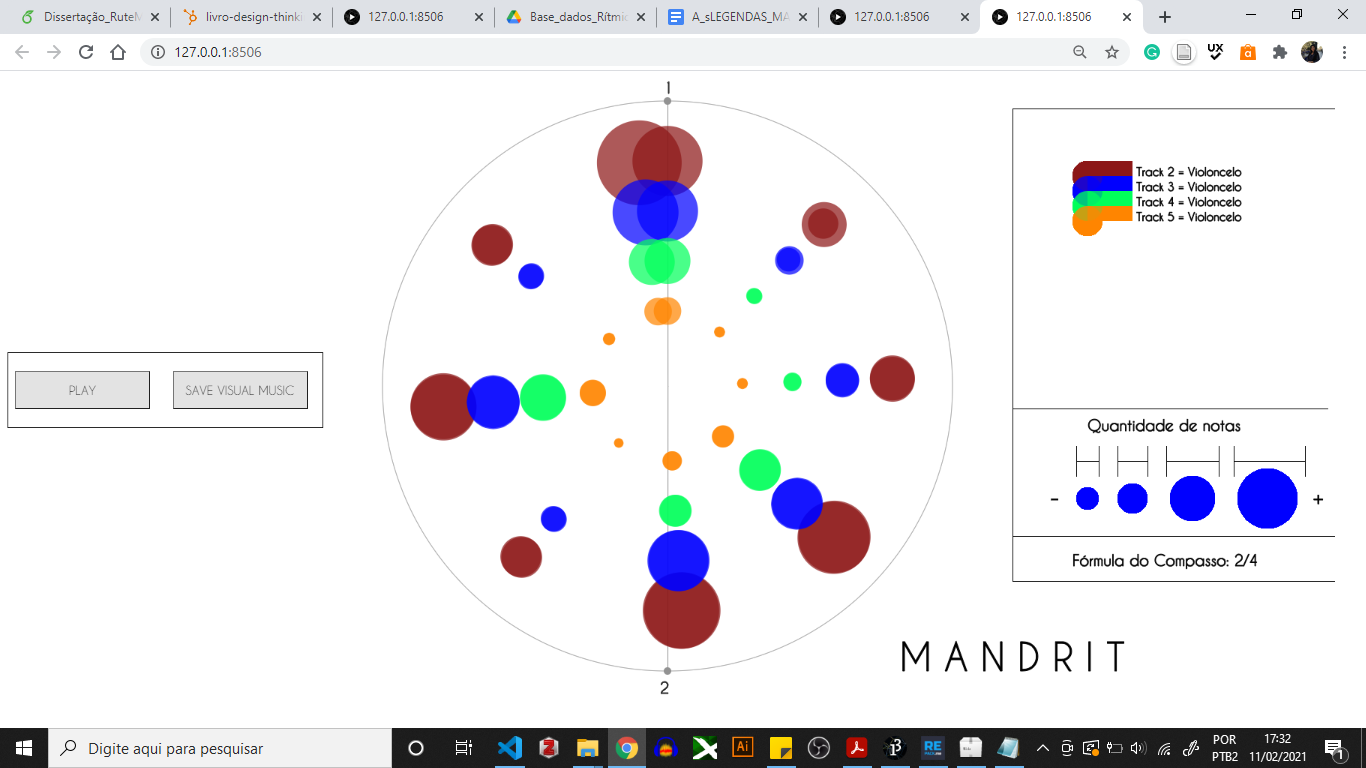 Dissertação_RuteM
livro-design-thinki
127.0.0.1:8506
Base_dados_Rítmic
A_sLEGENDAS_MA
127.0.0.1:8506
127.0.0.1:8506
127.0.0.1:8506
UX
1
Track 2 = Violoncelo
Track 3 = Violoncelo
Track 4 = Violoncelo
Track 5 = Violoncelo
PLAY
SAVE VISUAL MUSIC
Quantidade de notas
- +
Fórmula do Compasso: 2/4
MANDRIT
2
Digite aqui para pesquisar
Ai
RE
POR
PTB2
17:32
11/02/2021
1